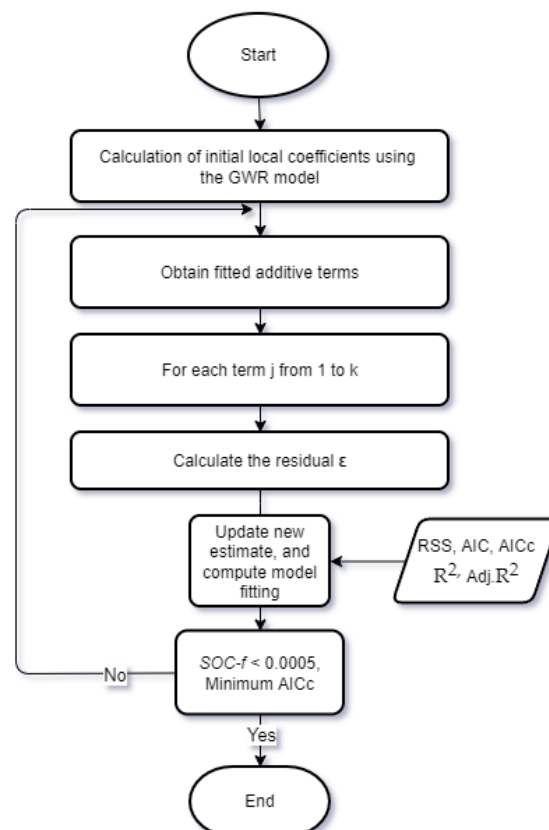 Start
Calculation of initial local coefficients using
the GWR model
Obtain fitted additive terms
For each term j from 1 to k
Calculate the residual ε
Update new
estimate, and
compute model
fitting
RSS, AIC, AICc
R², Adj.R²
SOC-f < 0.0005,
Minimum AICc
No
Yes
End